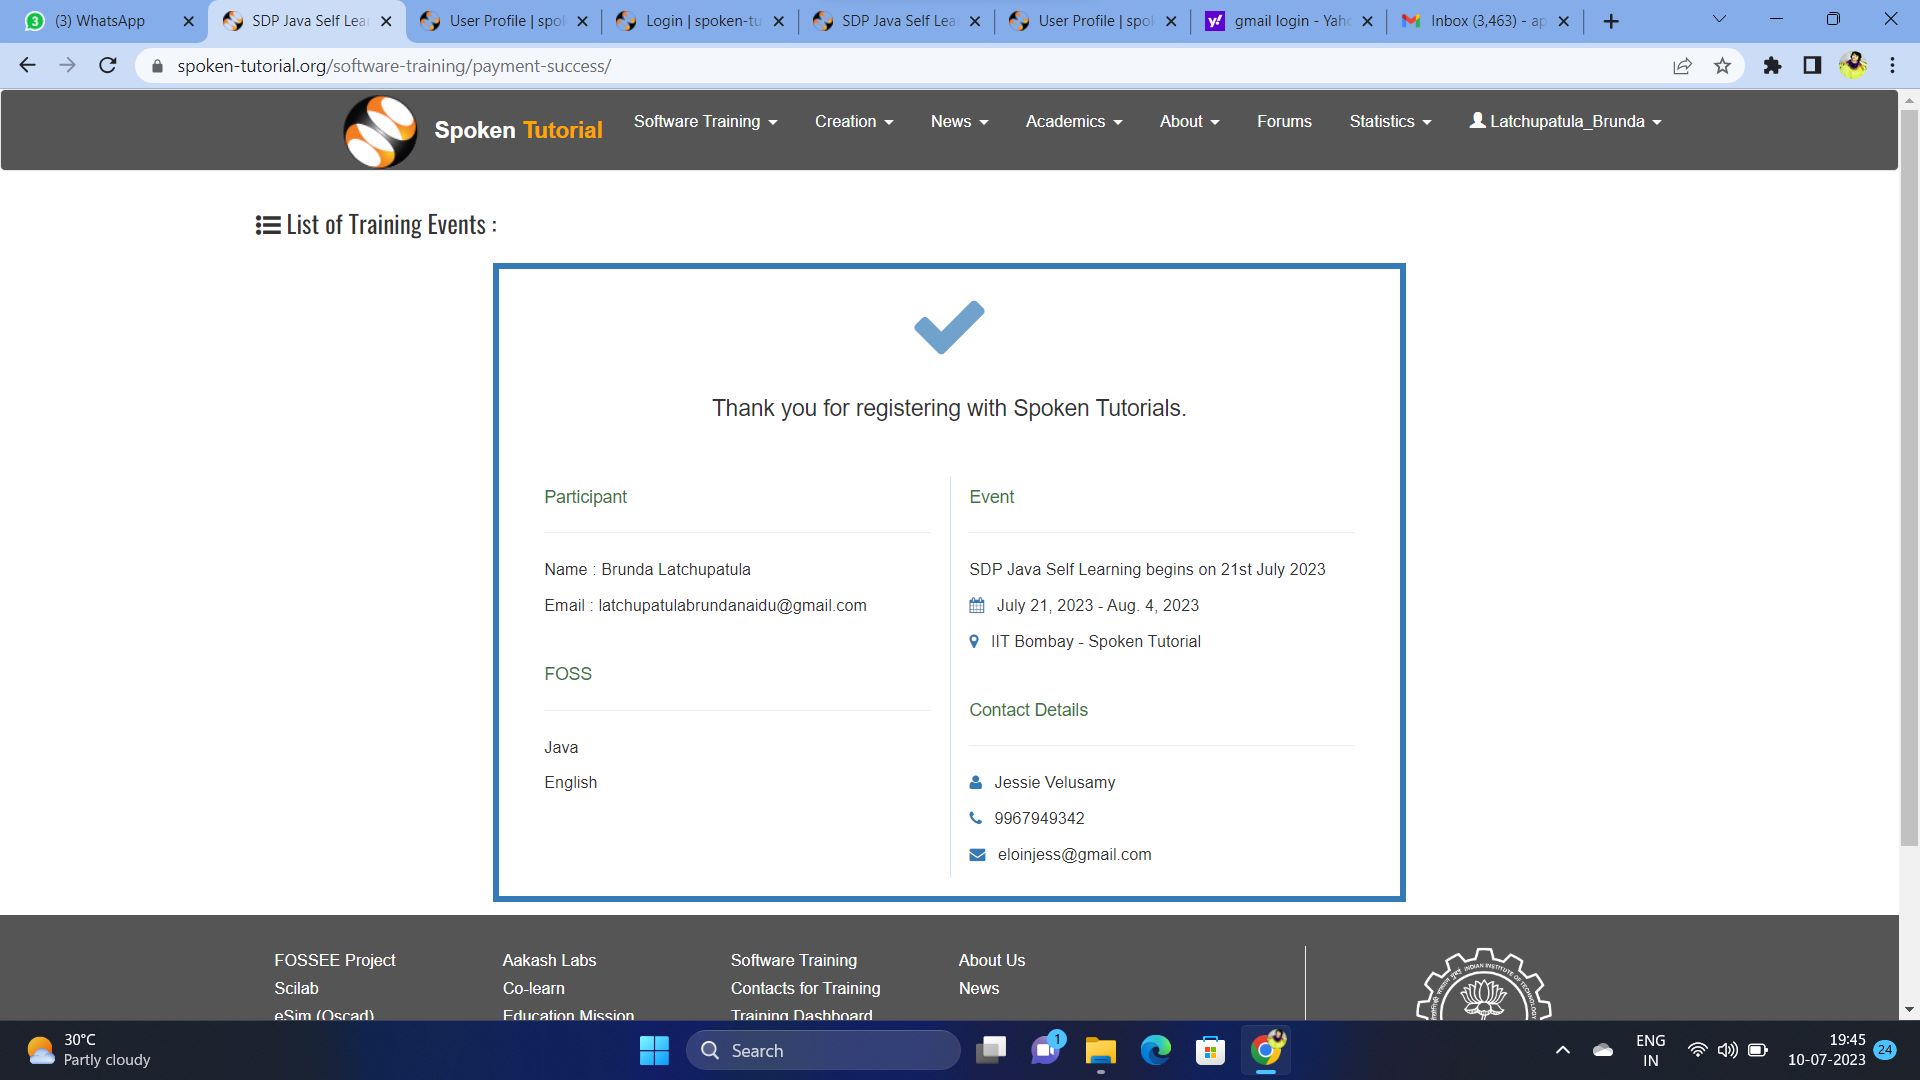 (3) WhatsApp
SDP Java Self Lea
User Profile | spo
Login | spoken-tu
SDP Java Self Lea
User Profile | spo
gmail login - Yah
Inbox (3,463) - ap
spoken-tutorial.org/software-training/payment-success/
Spoken Tutorial
Software Training
Creation
News
Academics
About
Forums
Statistics
Latchupatula_Brunda
List of Training Events :
Thank you for registering with Spoken Tutorials.
Participant
Name : Brunda Latchupatula
Email : latchupatulabrundanaidu@gmail.com
FOSS
Java
English
Event
SDP Java Self Learning begins on 21st July 2023
July 21, 2023 - Aug. 4, 2023
IIT Bombay - Spoken Tutorial
Contact Details
Jessie Velusamy
9967949342
eloinjess@gmail.com
FOSSEE Project
Scilab
eSim (Oscad)
Aakash Labs
Co-learn
Education Mission
Software Training
Contacts for Training
Training Dashboard
About Us
News
INDIAN INSTITUTE OF TECHNOLOGY
30°C
Partly cloudy
Search
1
ENG
IN
19:45
10-07-2023
24